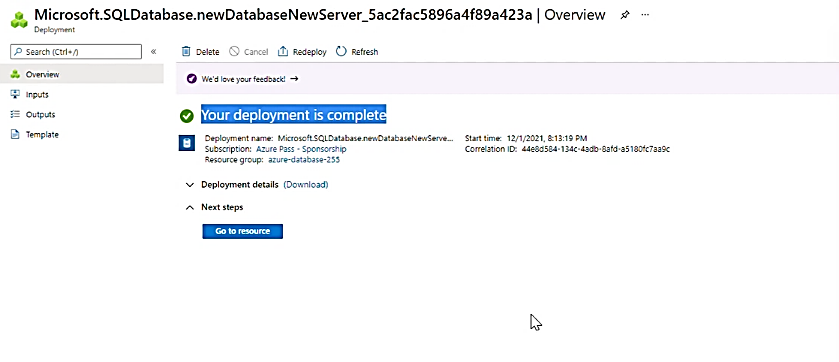 Microsoft.SQLDatabase.newDatabaseNewServer_5ac2fac5896a4f89a423a | Overview
Deployment
Search (Ctrl+/)
Delete
Cancel
Redeploy
Refresh
Overview
Inputs
Outputs
Template
We'd love your feedback! →
Your deployment is complete
Deployment name: Microsoft.SQLDatabase.newDatabaseNewServe...
Subscription: Azure Pass - Sponsorship
Resource group: azure-database-255
Start time: 12/1/2021, 8:13:19 PM
Correlation ID: 44e8d584-134c-4adb-8afd-a5180fc7aa9c
Deployment details (Download)
Next steps
Go to resource